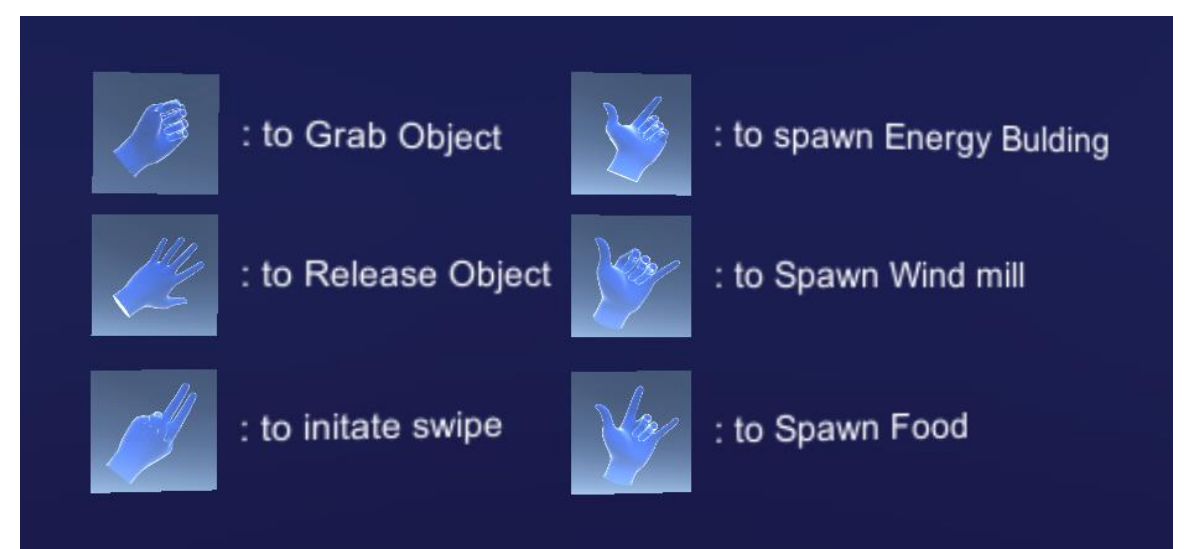 : to Grab Object
: to spawn Energy Bulding
: to Release Object
: to Spawn Wind mill
: to initate swipe
: to Spawn Food